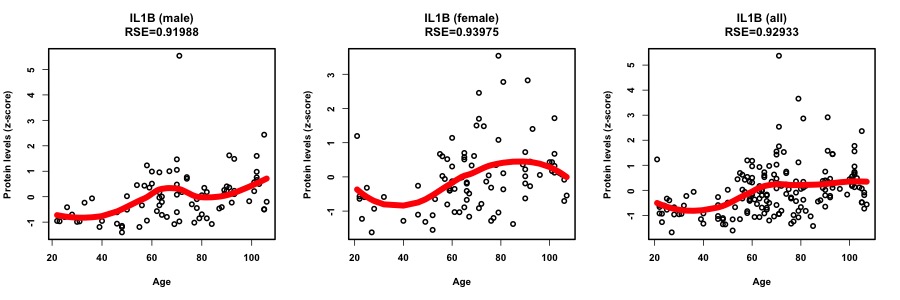 IL1B (male)
RSE=0.91988
Protein levels (z-score)
5
4
3
2
1
0
-1
20 40 60 80 100
Age
IL1B (female)
RSE=0.93975
Protein levels (z-score)
3
2
1
0
-1
20 40 60 80 100
Age
IL1B (all)
RSE=0.92933
Protein levels (z-score)
5
4
3
2
1
0
-1
20 40 60 80 100
Age